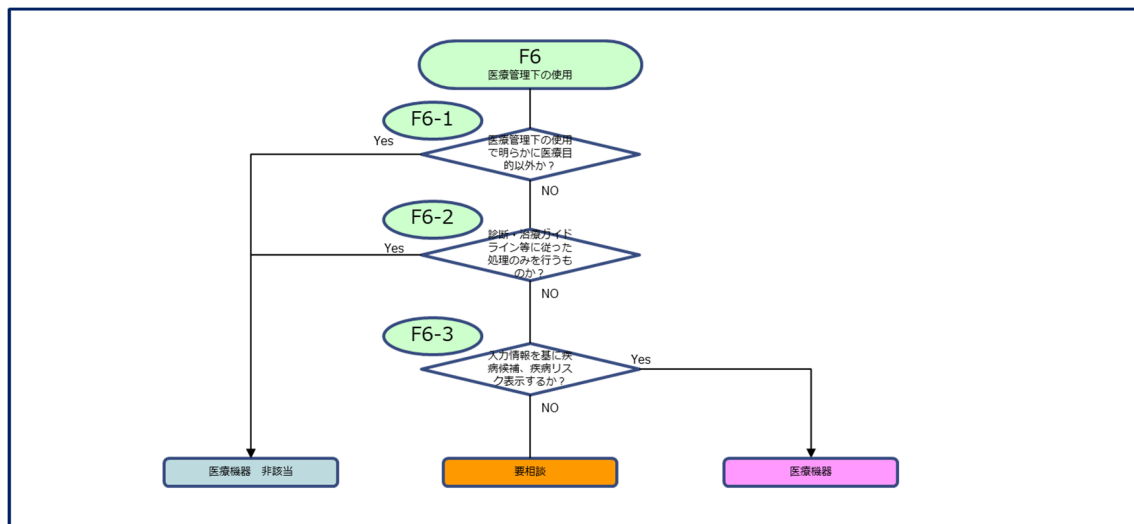 F6
医療管理下の使用
F6-1
Yes
医療管理下の使用
で明らかに医療目
的以外か？
NO
F6-2
Yes
診断・治療ガイド
ライン等に従った
処理のみを行うも
のか？
NO
F6-3
入力情報を基に疾
病候補、疾病リス
ク表示するか？
Yes
NO
医療機器　非該当
要相談
医療機器